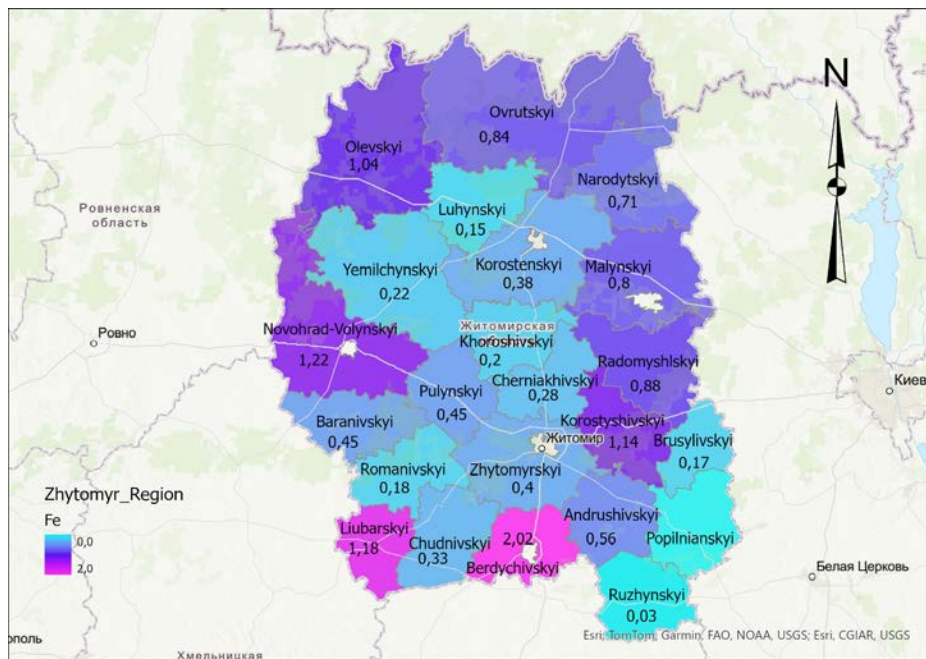 N
Ovrutskyi
0,84
Olevskyi
1,04
Narodytskyi
0,71
Ровненская
область
Luhynskyi
0,15
Yemilchynskyi
0,22
Korostenskyi
0,38
Malynskyi
0,8
Ровно
Novohrad-Volynskyi
1,22
Житомирская
Khoroshivskyi
0,2
Radomyshlskyi
0,88
Киев
Cherniakhivskyi
0,28
Pulynskyi
0,45
Baranivskyi
0,45
Korostyshivskyi
1,14
Житомир
Brusylivskyi
0,17
Romanivskyi
0,18
Zhytomyrskyi
0,4
Zhytomyr_Region
Fe
0,0
2,0
Liubarskyi
1,18
Chudnivskyi
0,33
2,02
Berdychivskyi
Andrushivskyi
0,56
Popilnianskyi
Белая Церковь
Ruzhynskyi
0,03
ополь
Хмельницкая
Esri, TomTom, Garmin, FAO, NOAA, USGS; Esri, CGIAR, USGS